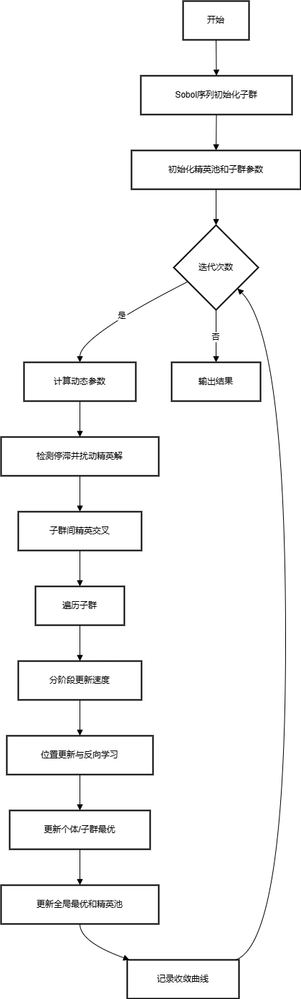 开始
Sobol序列初始化子群
初始化精英池和子群参数
迭代次数
是
否
计算动态参数
输出结果
检测停滞并扰动精英解
子群间精英交叉
遍历子群
分阶段更新速度
位置更新与反向学习
更新个体/子群最优
更新全局最优和精英池
记录收敛曲线